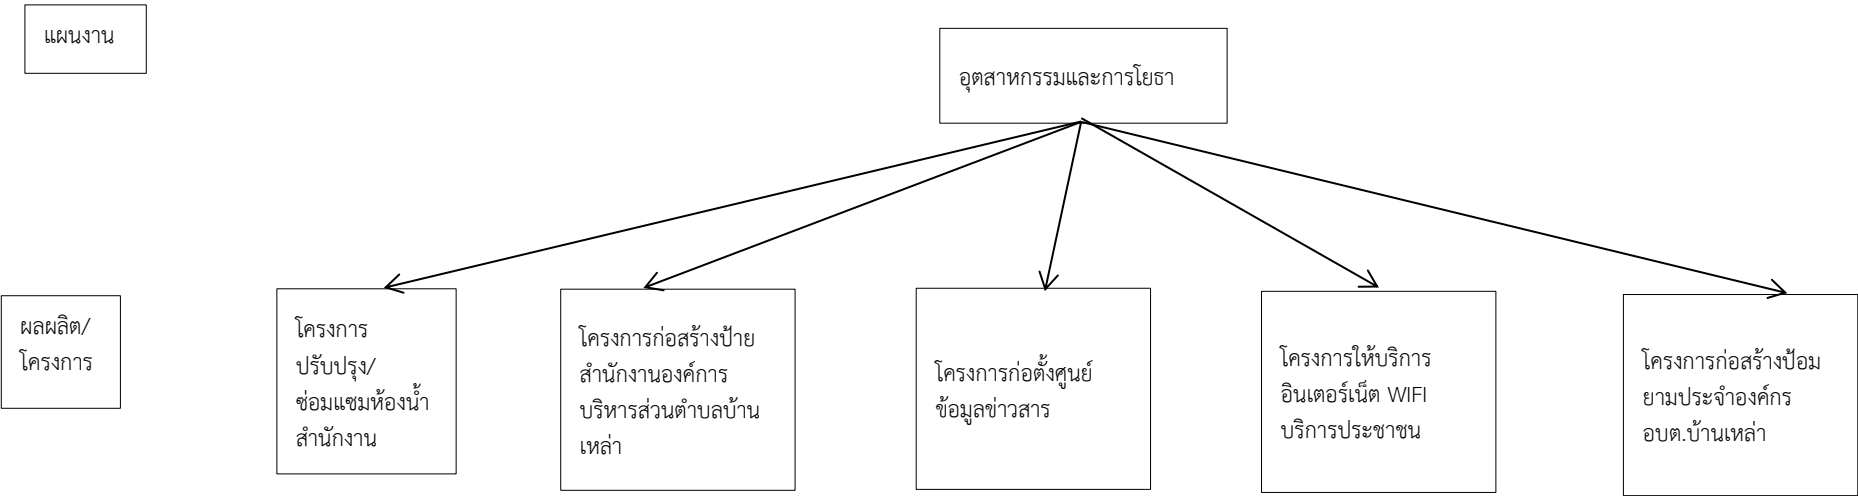 แผนงาน
อุตสาหกรรมและการโยธา
ผลผลิต/
โครงการ
โครงการ
ปรับปรุง/
ซ่อมแซมห้องน้ำ
สำนักงาน
โครงการก่อสร้างป้าย
สำนักงานองค์การ
บริหารส่วนตำบลบ้าน
เหล่า
โครงการก่อตั้งศูนย์
ข้อมูลข่าวสาร
โครงการให้บริการ
อินเตอร์เน็ต WIFI
บริการประชาชน
โครงการก่อสร้างป้อม
ยามประจำองค์กร
อบต.บ้านเหล่า